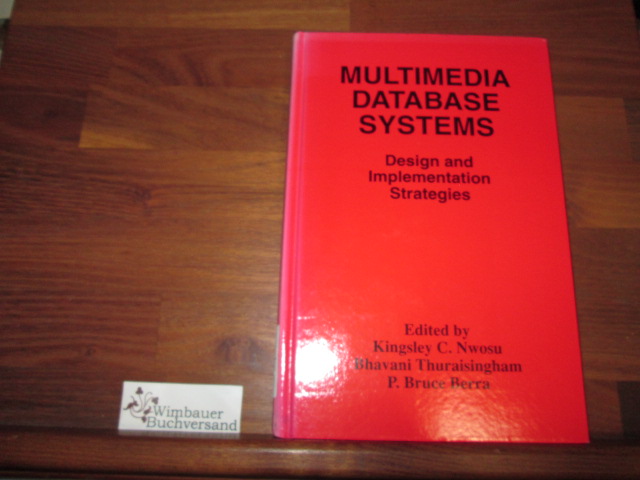 MULTIMEDIA
DATABASE
SYSTEMS
Design and
Implementation
Strategies
Edited by
Kingsley C. Nwosu
Bhavani Thuraisingham
P. Bruce Berra
Wimbauer
Buchversand